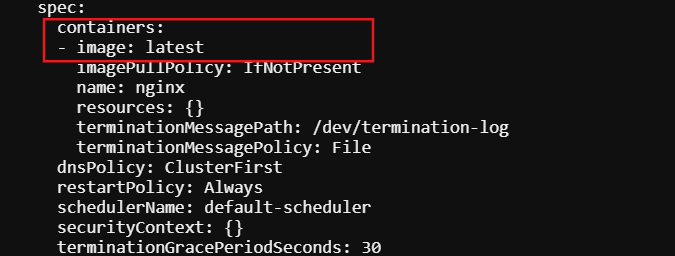 spec:
containers:
- image: latest
imagePullPolicy: IfNotPresent
name: nginx
resources: {}
terminationMessagePath: /dev/termination-log
terminationMessagePolicy: File
dnsPolicy: ClusterFirst
restartPolicy: Always
schedulerName: default-scheduler
securityContext: {}
terminationGracePeriodSeconds: 30